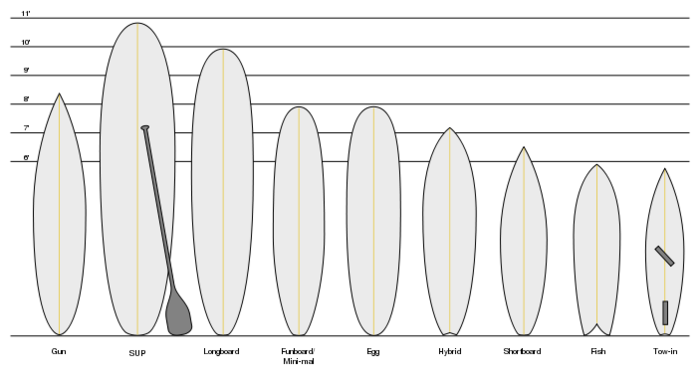 11'
10'
9'
8'
7'
6'
Gun
SUP
Longboard
Funboard/
Mini-mal
Egg
Hybrid
Shortboard
Fish
Tow-in